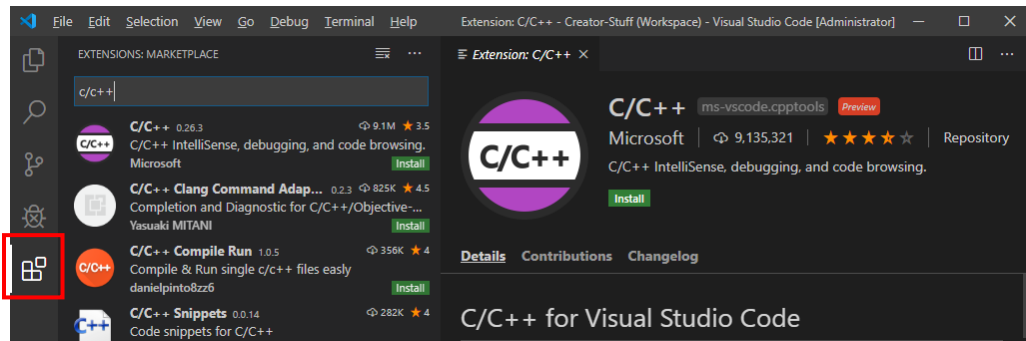 File Edit Selection View Go Debug Terminal Help Extension: C/C++ - Creator-Stuff (Workspace) - Visual Studio Code [Administrator]
EXTENSIONS: MARKETPLACE
c/c++
C/C++ 0.26.3 9.1M 3.5
C/C++ IntelliSense, debugging, and code browsing.
Microsoft Install
C/C++
C/C++ Clang Command Adap... 0.2.3 825K 4.5
Completion and Diagnostic for C/C++/Objective-...
Yasuaki MITANI Install
C/C++ Compile Run 1.0.5 356K 4
Compile & Run single c/c++ files easly
danielpinto8zz6 Install
C/C++
C/C++ Snippets 0.0.14 282K 4
Code snippets for C/C++
C++
Extension: C/C++
C/C++
C/C++ ms-vscode.cpptools Preview
Microsoft 9,135,321 Repository
C/C++ IntelliSense, debugging, and code browsing.
Install
Details Contributions Changelog
C/C++ for Visual Studio Code